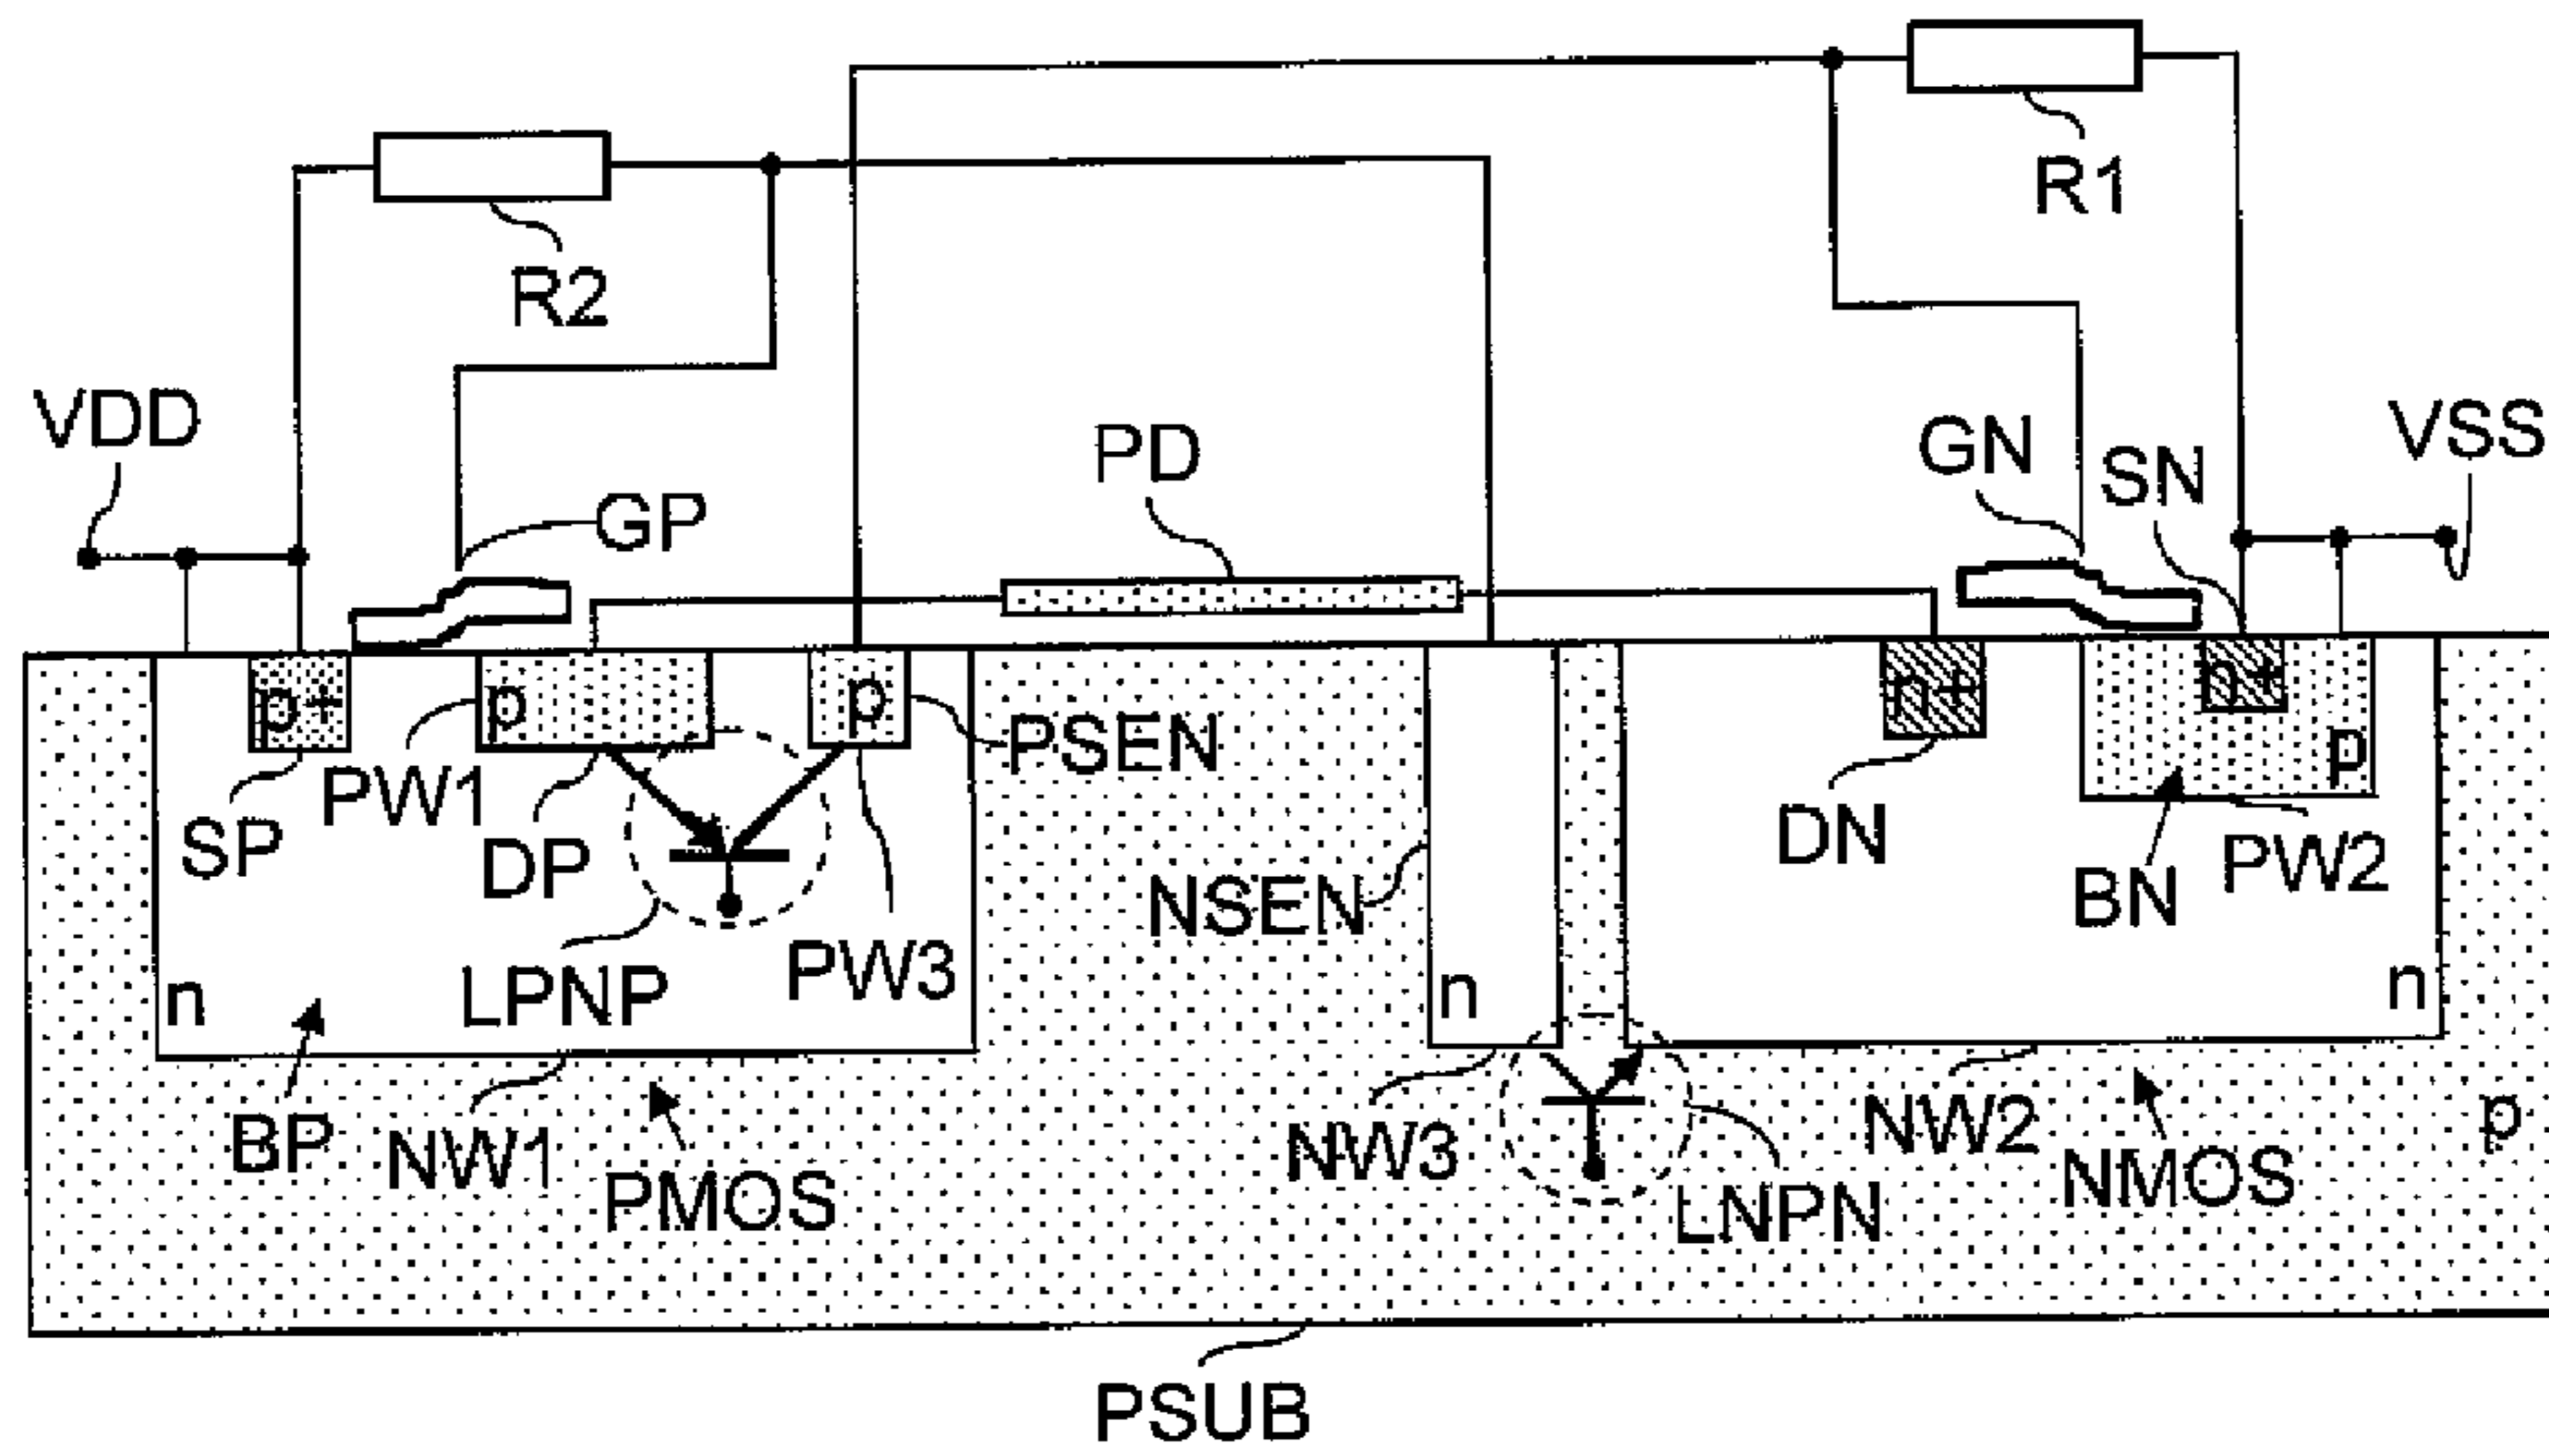 R1
R2
VDD
PD
GN
SN
VSS
GP
p+
p
p
n+
n+
p
PW1
PSEN
SP
DP
DN
BN
PW2
NSEN
LPNP
PW3
n
n
n
BP
NW1
PMOS
NW3
LNPN
NW2
NMOS
p
PSUB